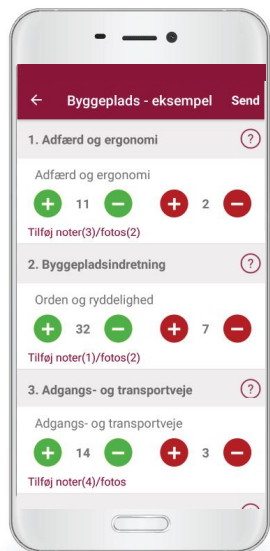 Byggeplads - eksempel Send
1. Adfærd og ergonomi ?
Adfærd og ergonomi
11 2
Tilføj noter(3)/fotos(2)
2. Byggepladsindretning ?
Orden og ryddelighed
32 7
Tilføj noter(1)/fotos(2)
3. Adgangs- og transportveje ?
Adgangs- og transportveje
14 3
Tilføj noter(4)/fotos